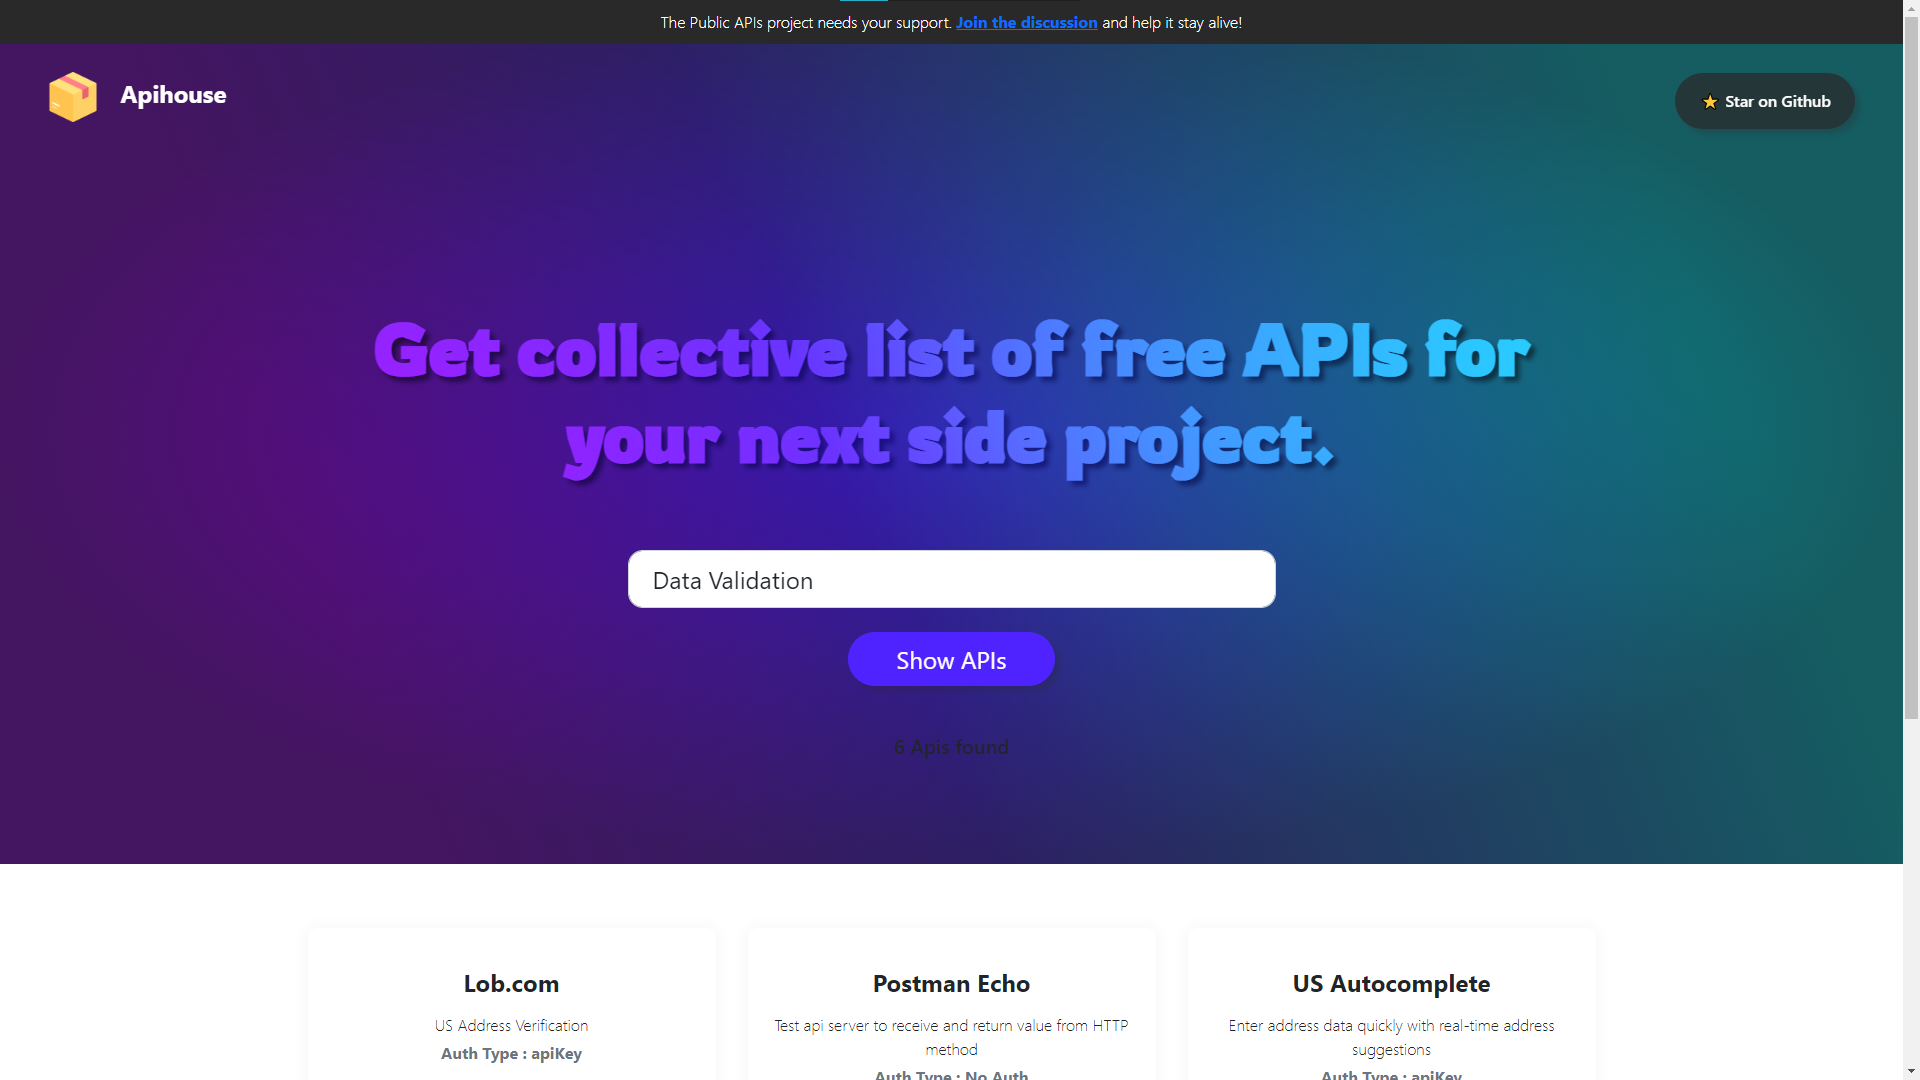 The Public APIs project needs your support. Join the discussion and help it stay alive!
Apihouse
Star on Github
Get collective list of free APIs for
your next side project.
Data Validation
Show APIs
6 Apis found
Lob.com
US Address Verification
Auth Type : apiKey
Postman Echo
Test api server to receive and return value from HTTP
method
Auth Type : No Auth
US Autocomplete
Enter address data quickly with real-time address
suggestions
Auth Type : apiKey